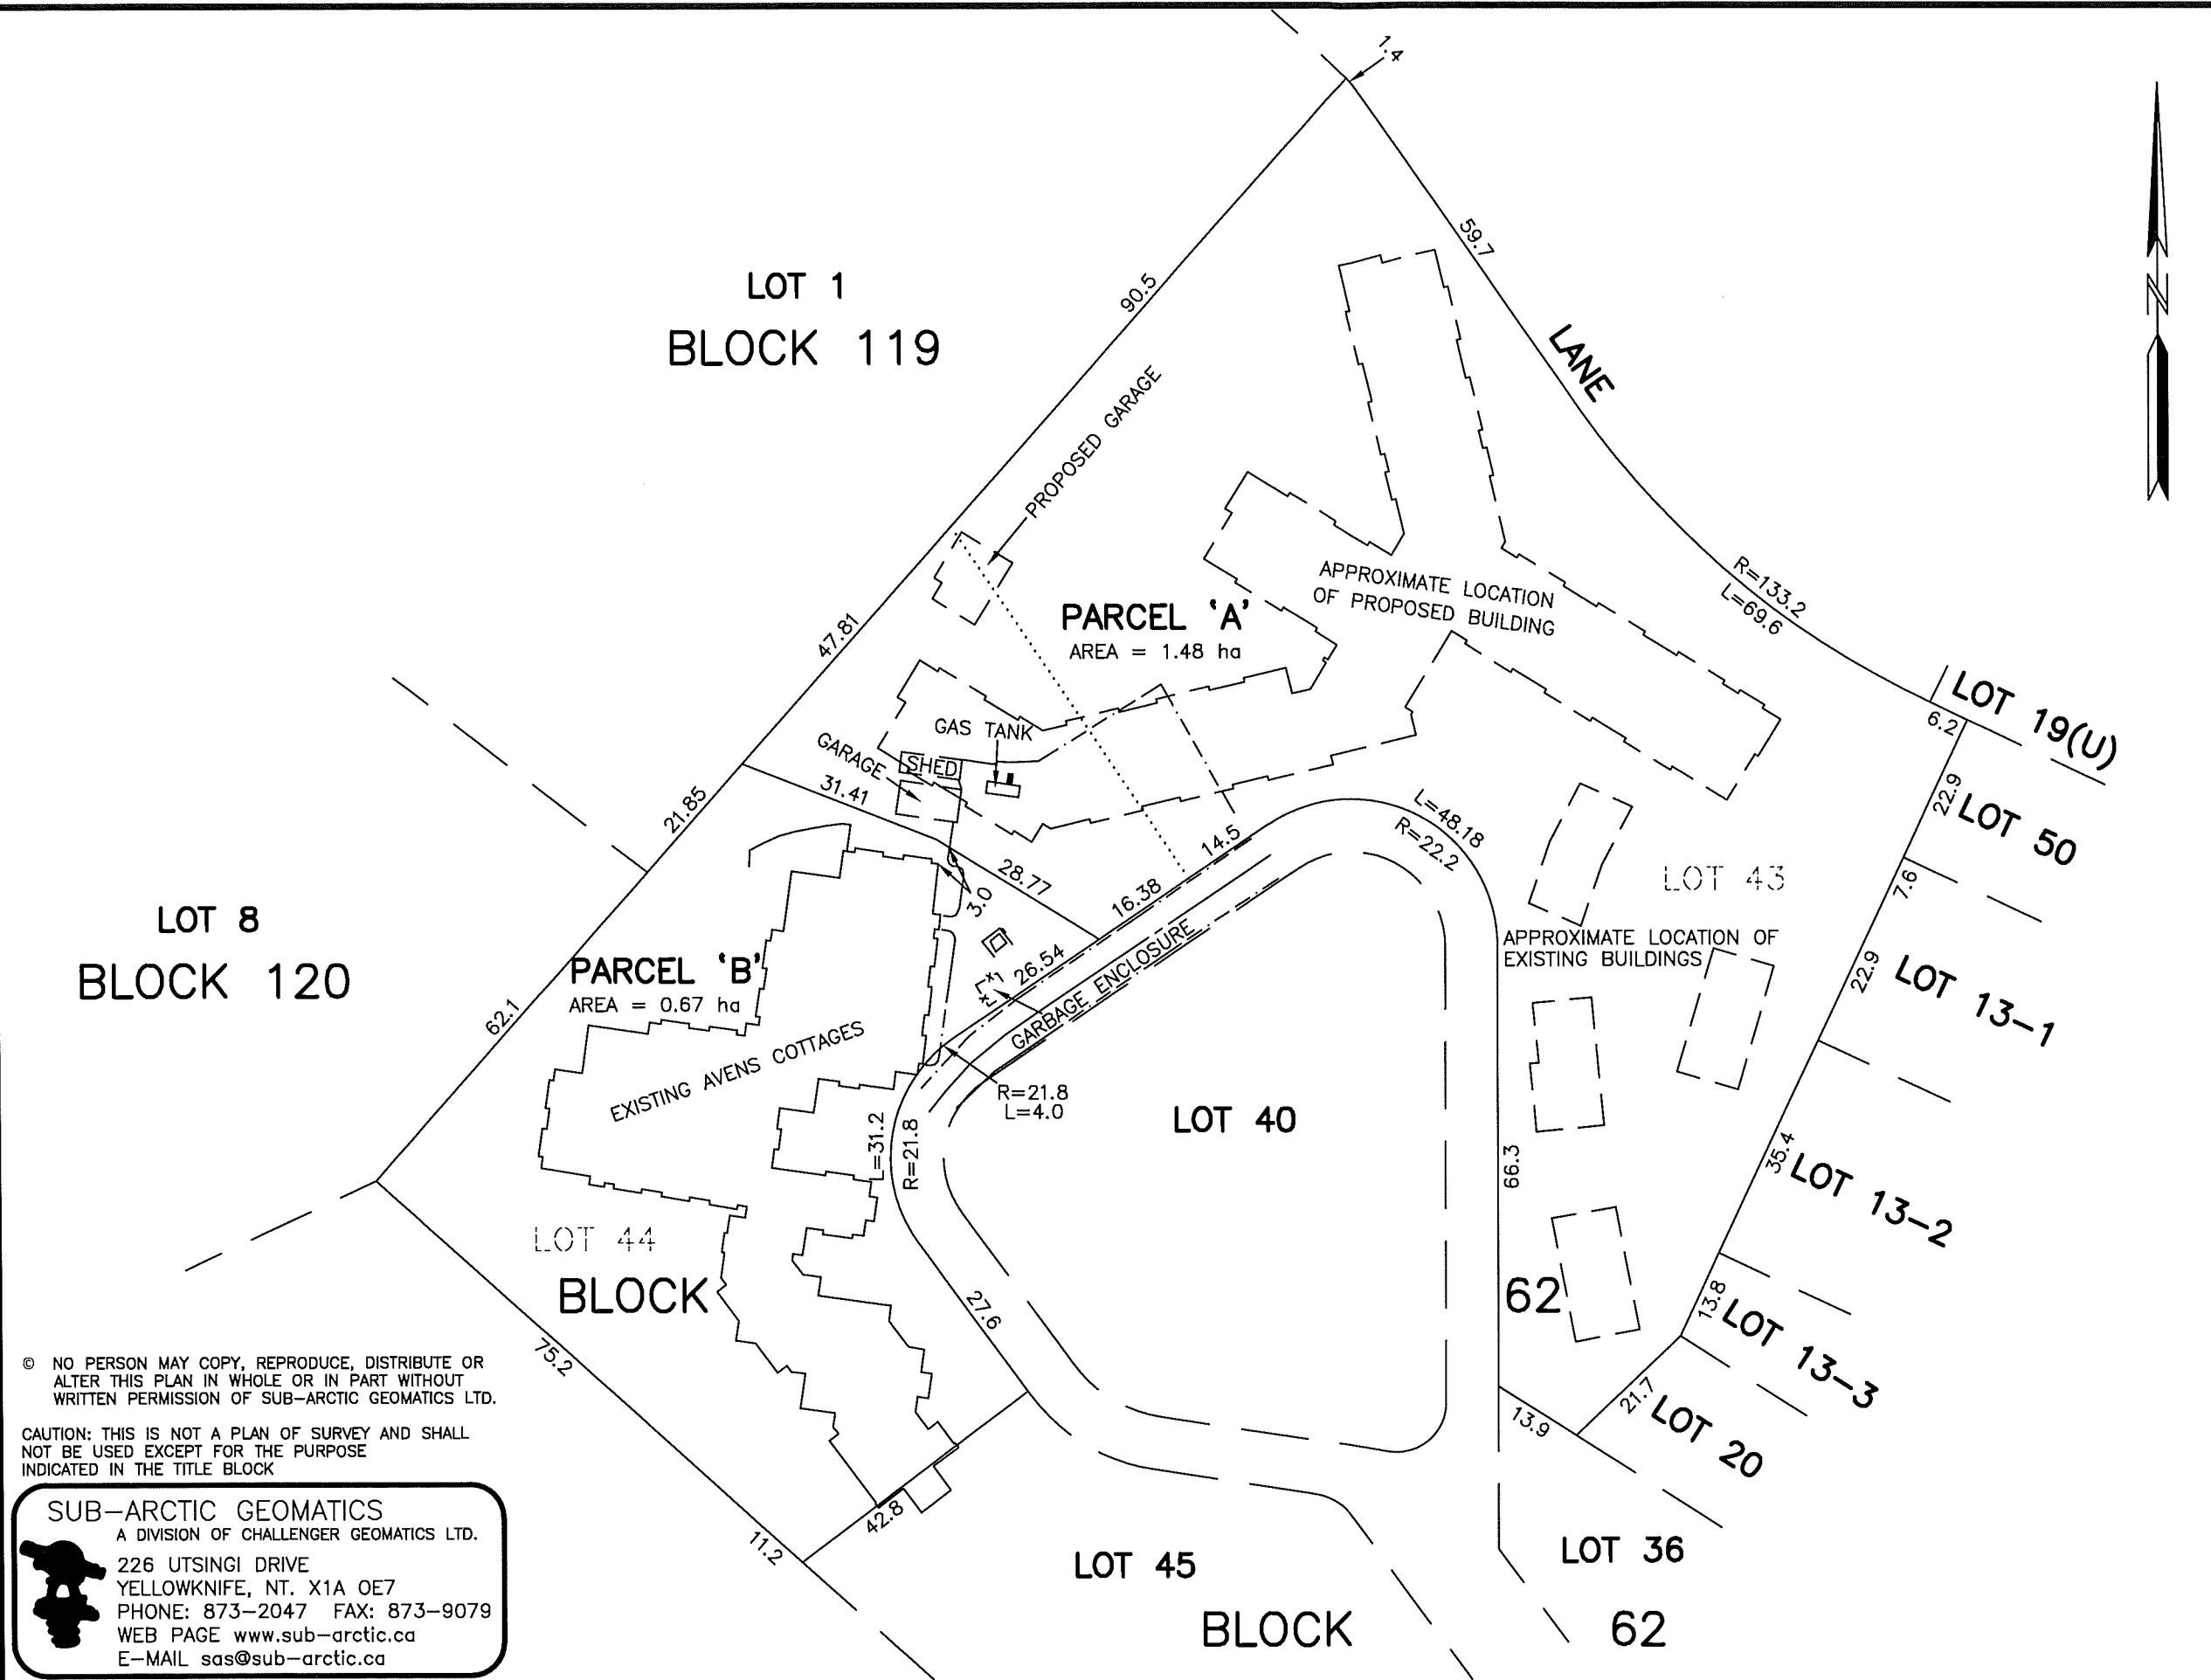 1.4
59.7
LOT 1
BLOCK 119
90.5
LANE
N
PROPOSED GARAGE
R=133.2
L=69.6
APPROXIMATE LOCATION
OF PROPOSED BUILDING
PARCEL 'A'
AREA = 1.48 ha
47.81
LOT 19(U)
6.2
GAS TANK
GARAGE
SHED
31.41
21.85
22.9
LOT 50
L=48.18
R=22.2
14.5
28.77
LOT 43
7.6
16.38
3.0
LOT 8
BLOCK 120
APPROXIMATE LOCATION OF
EXISTING BUILDINGS
22.9
LOT 13-1
PARCEL 'B'
AREA = 0.67 ha
26.54
GARBAGE ENCLOSURE
62.1
EXISTING AVENS COTTAGES
R=21.8
L=4.0
LOT 40
L=31.2
R=21.8
66.3
35.4
LOT 13-2
LOT 44
BLOCK
62
27.6
13.8
LOT 13-3
75.2
21.7
LOT 20
13.9
© NO PERSON MAY COPY, REPRODUCE, DISTRIBUTE OR
ALTER THIS PLAN IN WHOLE OR IN PART WITHOUT
WRITTEN PERMISSION OF SUB-ARCTIC GEOMATICS LTD.
CAUTION: THIS IS NOT A PLAN OF SURVEY AND SHALL
NOT BE USED EXCEPT FOR THE PURPOSE
INDICATED IN THE TITLE BLOCK
42.8
11.2
LOT 45
LOT 36
BLOCK
62
SUB-ARCTIC GEOMATICS
A DIVISION OF CHALLENGER GEOMATICS LTD.
226 UTSINGI DRIVE
YELLOWKNIFE, NT. X1A OE7
PHONE: 873-2047 FAX: 873-9079
WEB PAGE www.sub-arctic.ca
E-MAIL sas@sub-arctic.ca